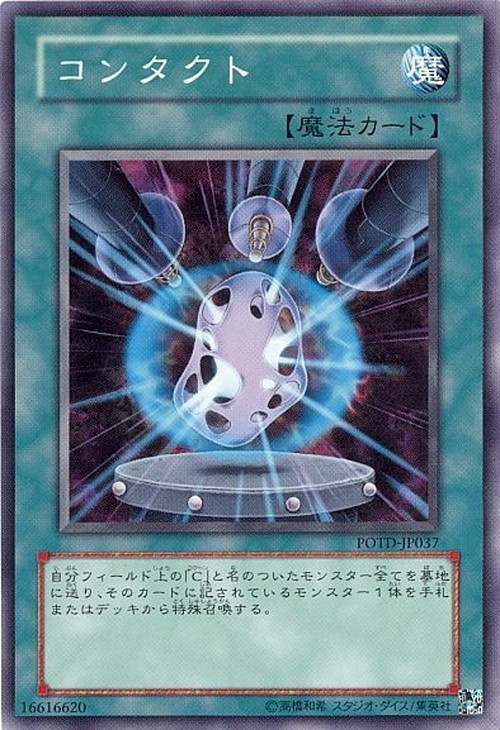 コンタクト
魔
【魔法カード】
POTD-JP037
自分フィールド上の「C」と名のついたモンスター全てを墓地
に送り、そのカードに記されているモンスター1体を手札
またはデッキから特殊召喚する。
16616620
©高橋和希 スタジオ・ダイス/集英社